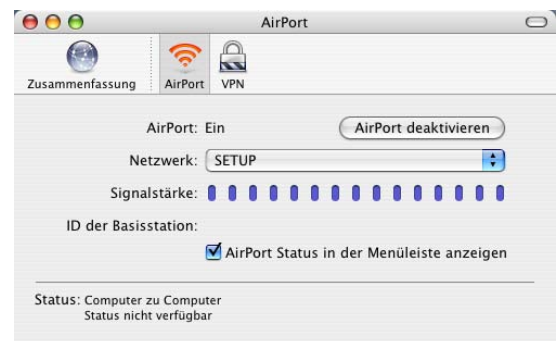 AirPort
Zusammenfassung AirPort VPN
AirPort: Ein AirPort deaktivieren
Netzwerk: SETUP
Signalstärke:
ID der Basisstation:
AirPort Status in der Menüleiste anzeigen
Status: Computer zu Computer
Status nicht verfügbar